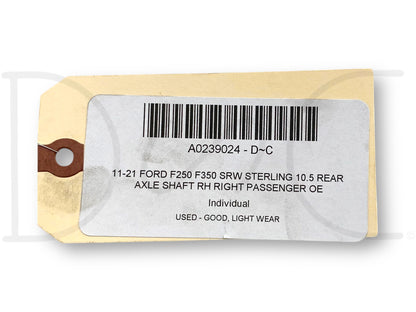 A0239024 - D~C
11-21 FORD F250 F350 SRW STERLING 10.5 REAR
AXLE SHAFT RH RIGHT PASSENGER OE
Individual
USED - GOOD, LIGHT WEAR